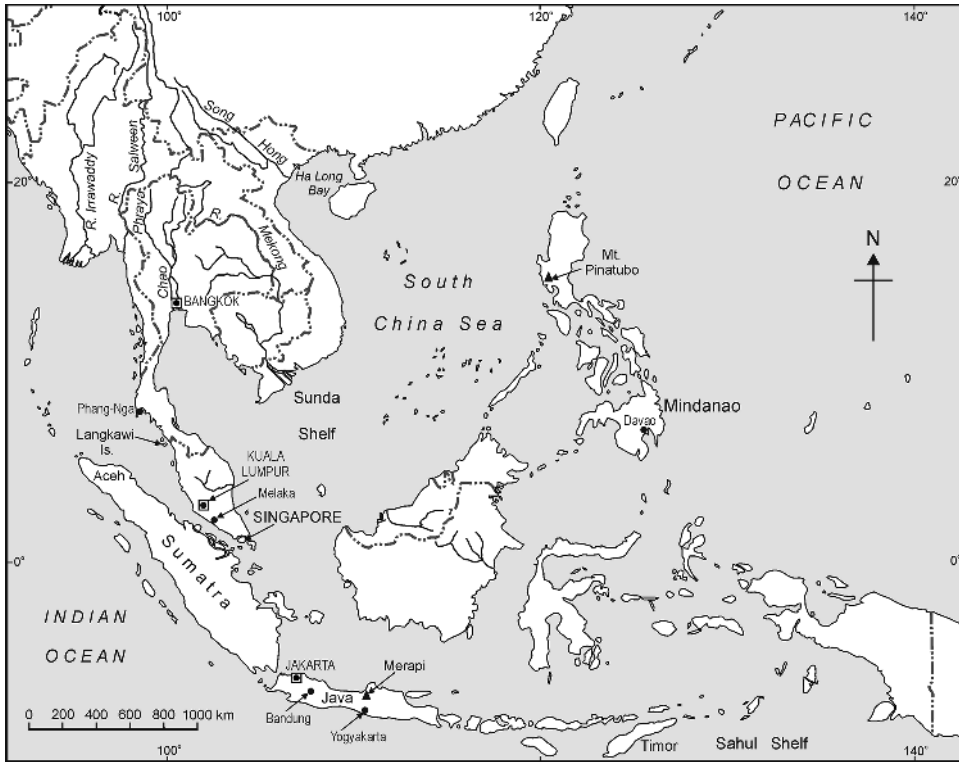 100°
120°
140°
PACIFIC
OCEAN
Song
Hong
Ha Long
Bay
R. Irrawaddy
R. Salween
Chao Phraya
R. Mekong
20°
20°
N
Mt.
Pinatubo
South
China Sea
BANGKOK
Sunda
Shelf
Phang-Nga
Langkawi
Is.
Mindanao
Davao
KUALA
LUMPUR
Aceh
Melaka
SINGAPORE
Sumatra
0°
0°
INDIAN
OCEAN
JAKARTA
Merapi
Java
Bandung
Yogyakarta
0 200 400 600 800 1000 km
Timor
Sahul Shelf
100°
120°
140°